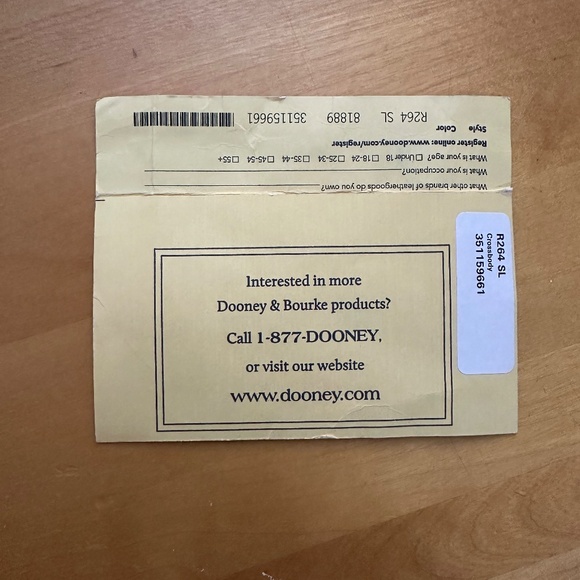 R264 SL 81889 351159661
Style Color
Register online: www.dooney.com/register
What is your age? ☐ Under 18 ☐ 18-24 ☐ 25-34 ☐ 35-44 ☐ 45-54 ☐ 55+
What is your occupation?
What other brands of leathergoods do you own?
Interested in more
Dooney & Bourke products?
Call 1-877-DOONEY,
or visit our website
www.dooney.com
R264 SL
Crossbody
351159661